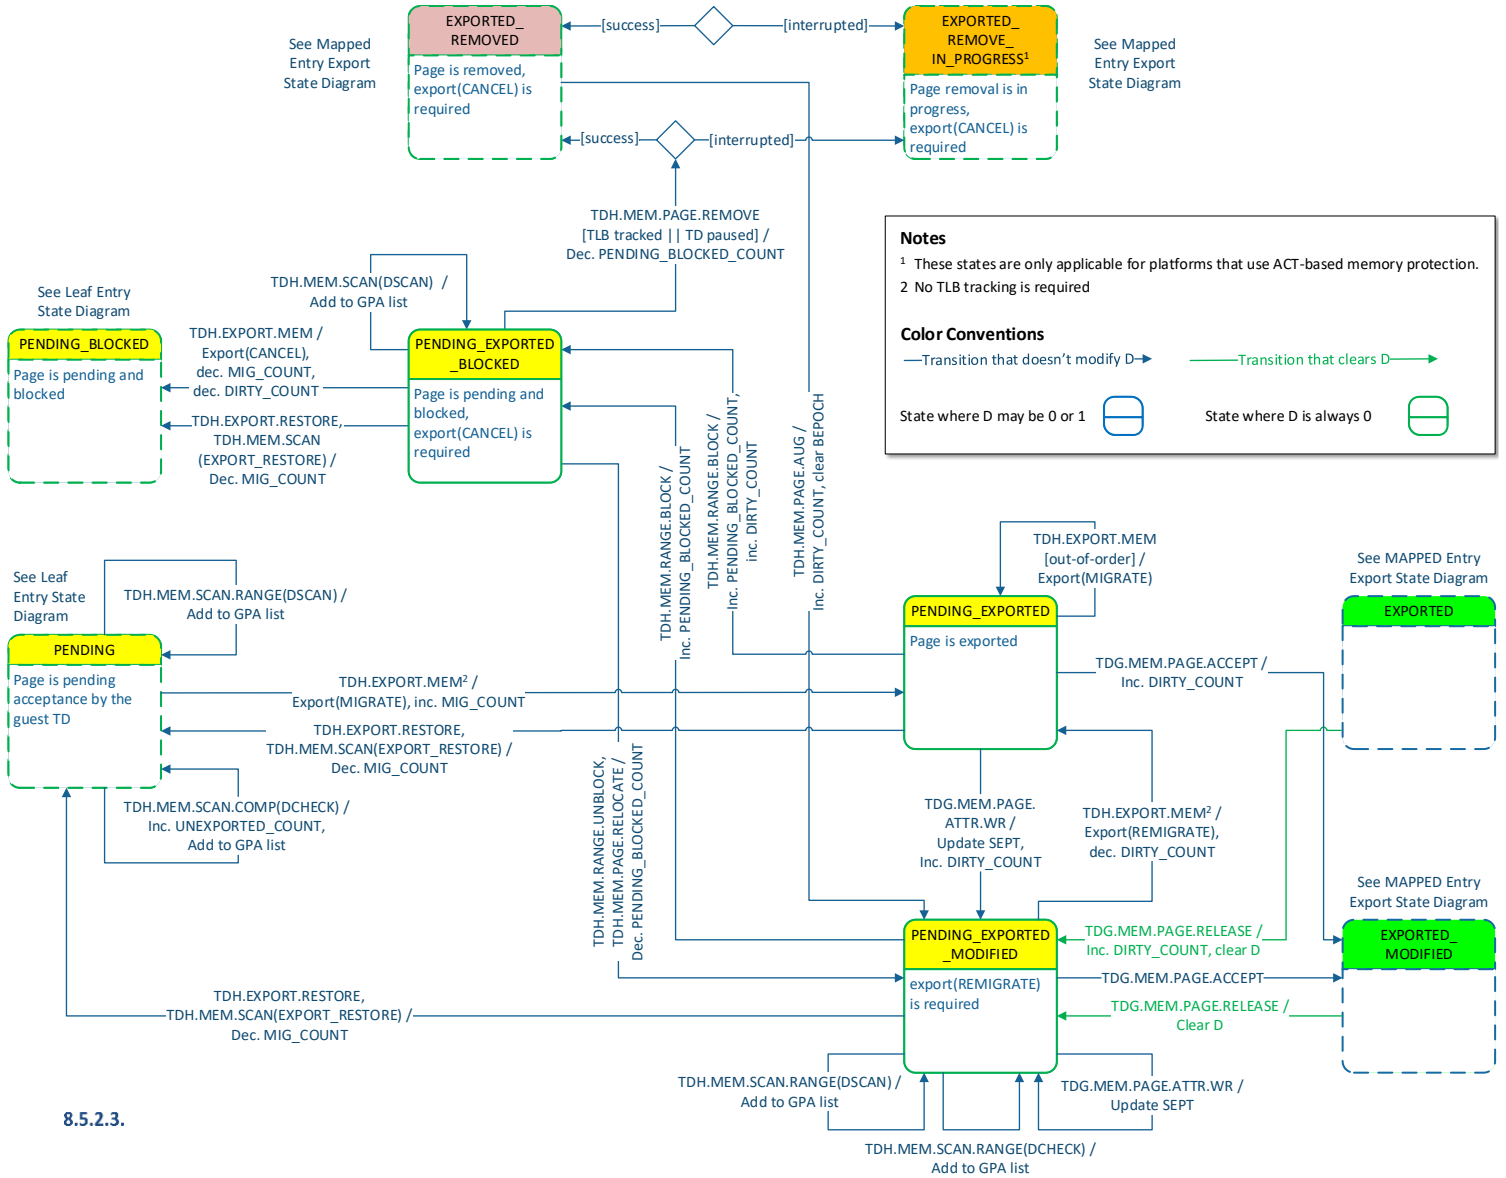 EXPORTED_
REMOVED
Page is removed,
export(CANCEL) is
required
See Mapped
Entry Export
State Diagram
[success]
[interrupted]
EXPORTED_
REMOVE_
IN_PROGRESS¹
Page removal is in
progress,
export(CANCEL) is
required
See Mapped
Entry Export
State Diagram
[success]
[interrupted]
TDH.MEM.PAGE.REMOVE
[TLB tracked || TD paused] /
Dec. PENDING_BLOCKED_COUNT
Notes
¹ These states are only applicable for platforms that use ACT-based memory protection.
2 No TLB tracking is required
Color Conventions
Transition that doesn't modify D
Transition that clears D
State where D may be 0 or 1
State where D is always 0
TDH.MEM.SCAN(DSCAN) /
Add to GPA list
See Leaf Entry
State Diagram
PENDING_BLOCKED
Page is pending and
blocked
TDH.EXPORT.MEM /
Export(CANCEL),
dec. MIG_COUNT,
dec. DIRTY_COUNT
TDH.EXPORT.RESTORE,
TDH.MEM.SCAN
(EXPORT_RESTORE) /
Dec. MIG_COUNT
PENDING_EXPORTED
_BLOCKED
Page is pending and
blocked,
export(CANCEL) is
required
TDH.MEM.RANGE.BLOCK /
Inc. PENDING_BLOCKED_COUNT
TDH.MEM.RANGE.BLOCK /
Inc. PENDING_BLOCKED_COUNT,
inc. DIRTY_COUNT
TDH.MEM.PAGE.AUG /
Inc. DIRTY_COUNT, clear BEPOCH
See Leaf
Entry State
Diagram
TDH.MEM.SCAN.RANGE(DSCAN) /
Add to GPA list
PENDING
Page is pending
acceptance by the
guest TD
TDH.EXPORT.MEM² /
Export(MIGRATE), inc. MIG_COUNT
TDH.EXPORT.RESTORE,
TDH.MEM.SCAN(EXPORT_RESTORE) /
Dec. MIG_COUNT
TDH.MEM.SCAN.COMP(DCHECK) /
Inc. UNEXPORTED_COUNT,
Add to GPA list
TDH.MEM.RANGE.UNBLOCK,
TDH.MEM.PAGE.RELOCATE /
Dec. PENDING_BLOCKED_COUNT
TDH.EXPORT.MEM
[out-of-order] /
Export(MIGRATE)
PENDING_EXPORTED
Page is exported
See MAPPED Entry
Export State Diagram
EXPORTED
TDG.MEM.PAGE.ACCEPT /
Inc. DIRTY_COUNT
TDG.MEM.PAGE.
ATTR.WR /
Update SEPT,
Inc. DIRTY_COUNT
TDH.EXPORT.MEM² /
Export(REMIGRATE),
dec. DIRTY_COUNT
See MAPPED Entry
Export State Diagram
PENDING_EXPORTED
_MODIFIED
export(REMIGRATE)
is required
TDG.MEM.PAGE.RELEASE /
Inc. DIRTY_COUNT, clear D
TDG.MEM.PAGE.ACCEPT
TDG.MEM.PAGE.RELEASE /
Clear D
EXPORTED_
MODIFIED
TDH.EXPORT.RESTORE,
TDH.MEM.SCAN(EXPORT_RESTORE) /
Dec. MIG_COUNT
TDH.MEM.SCAN.RANGE(DSCAN) /
Add to GPA list
TDG.MEM.PAGE.ATTR.WR /
Update SEPT
TDH.MEM.SCAN.RANGE(DCHECK) /
Add to GPA list
8.5.2.3.